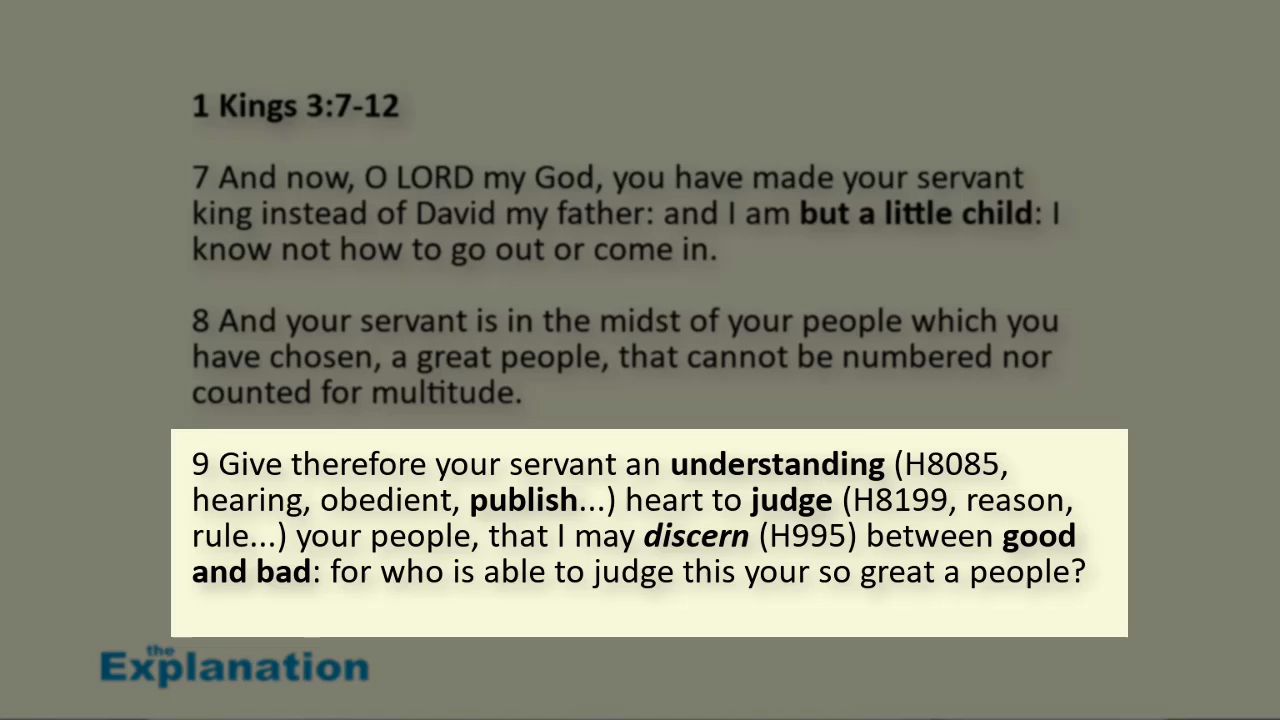 1 Kings 3:7-12
7 And now, O LORD my God, you have made your servant
king instead of David my father: and I am but a little child: I
know not how to go out or come in.
8 And your servant is in the midst of your people which you
have chosen, a great people, that cannot be numbered nor
counted for multitude.
9 Give therefore your servant an understanding (H8085,
hearing, obedient, publish...) heart to judge (H8199, reason,
rule...) your people, that I may discern (H995) between good
and bad: for who is able to judge this your so great a people?
the
Explanation